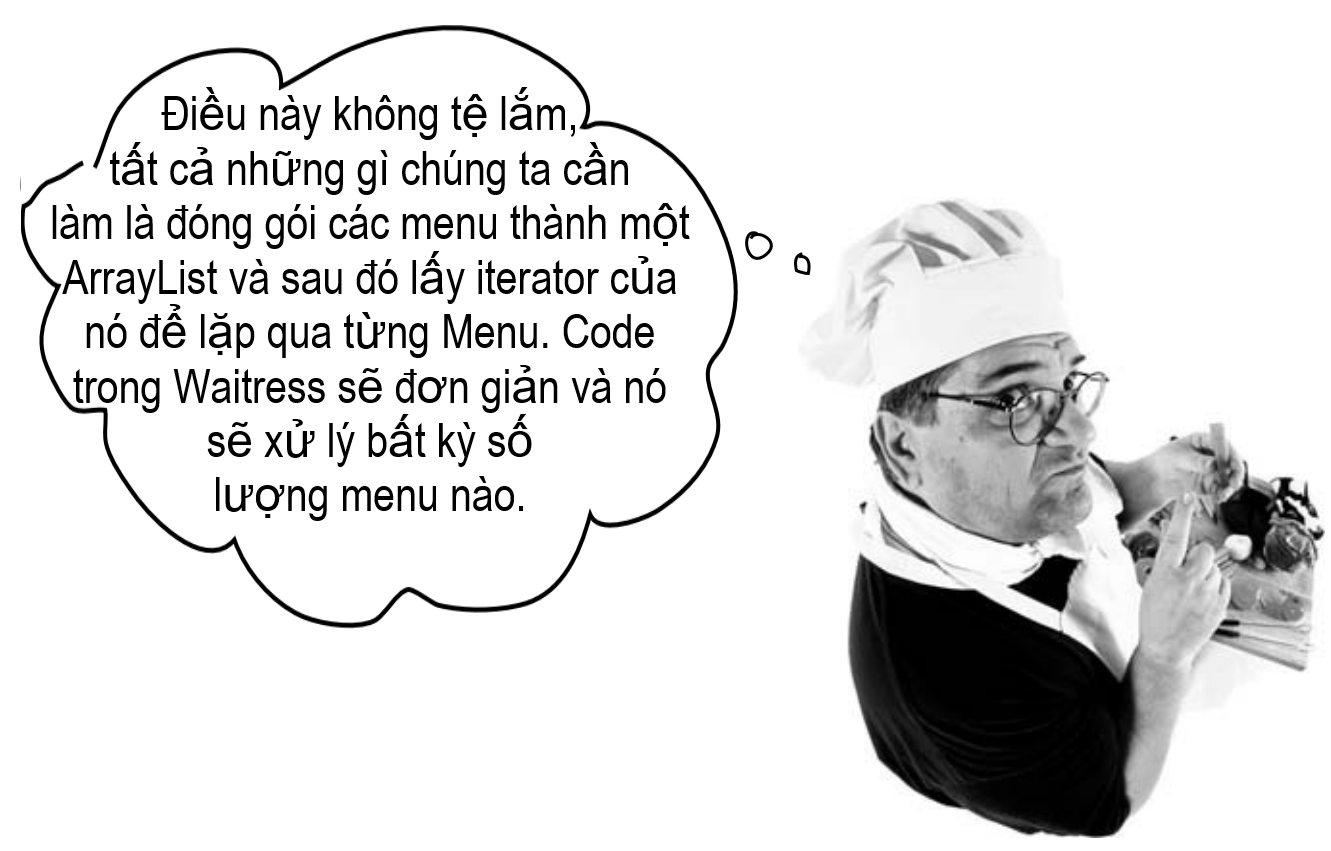 Điều này không tệ lắm,
tất cả những gì chúng ta cần
làm là đóng gói các menu thành một
ArrayList và sau đó lấy iterator của
nó để lặp qua từng Menu. Code
trong Waitress sẽ đơn giản và nó
sẽ xử lý bất kỳ số
lượng menu nào.